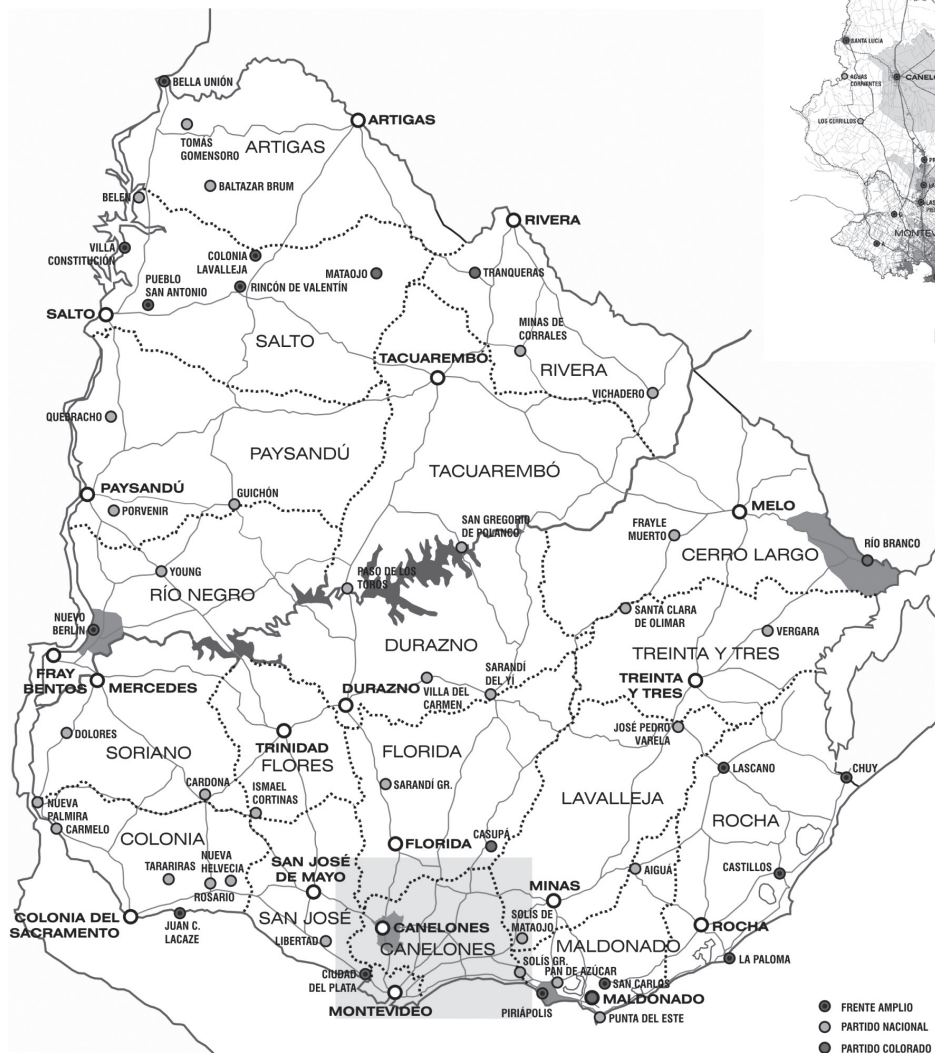 BELLA UNIÓN
SANTA LUCÍA
AGUAS
CORRIENTES
LOS CERRILLOS
ARTIGAS
TOMÁS
GOMENSORO
ARTIGAS
BALTAZAR BRUM
BELÉN
RIVERA
VILLA
CONSTITUCIÓN
COLONIA
LAVALLEJA
MATAOJO
TRANQUERAS
PUEBLO
SAN ANTONIO
RINCÓN DE VALENTÍN
SALTO
SALTO
MINAS DE
CORRALES
TACUAREMBÓ
RIVERA
VICHADERO
QUEBRACHO
PAYSANDÚ
TACUAREMBÓ
PAYSANDÚ
GUICHÓN
PORVENIR
SAN GREGORIO
DE POLANCO
MELO
FRAYLE
MUERTO
CERRO LARGO
RÍO BRANCO
YOUNG
PASO DE LOS
TOROS
RÍO NEGRO
NUEVO
BERLÍN
SANTA CLARA
DE OLIMAR
VERGARA
DURAZNO
TREINTA Y TRES
FRAY
BENTOS
MERCEDES
DURAZNO
VILLA DEL
CARMEN
SARANDÍ
DEL YÍ
TREINTA
Y TRES
DOLORES
SORIANO
TRINIDAD
FLORES
FLORIDA
JOSÉ PEDRO
VARELA
LASCANO
CHUY
CARDONA
ISMAEL
CORTINAS
SARANDÍ GR.
LAVALLEJA
NUEVA
PALMIRA
CARMELO
ROCHA
COLONIA
FLORIDA
CASUPÁ
TARARIRAS
NUEVA
HELVECIA
ROSARIO
SAN JOSÉ
DE MAYO
AIGUÁ
CASTILLOS
MINAS
COLONIA DEL
SACRAMENTO
JUAN C.
LACAZE
SAN JOSÉ
LIBERTAD
CANELONES
CANELONES
SOLÍS DE
MATAOJO
MALDONADO
ROCHA
CIUDAD
DEL PLATA
SOLÍS GR.
PAN DE AZÚCAR
SAN CARLOS
LA PALOMA
MONTEVIDEO
PIRIÁPOLIS
MALDONADO
PUNTA DEL ESTE
FRENTE AMPLIO
PARTIDO NACIONAL
PARTIDO COLORADO